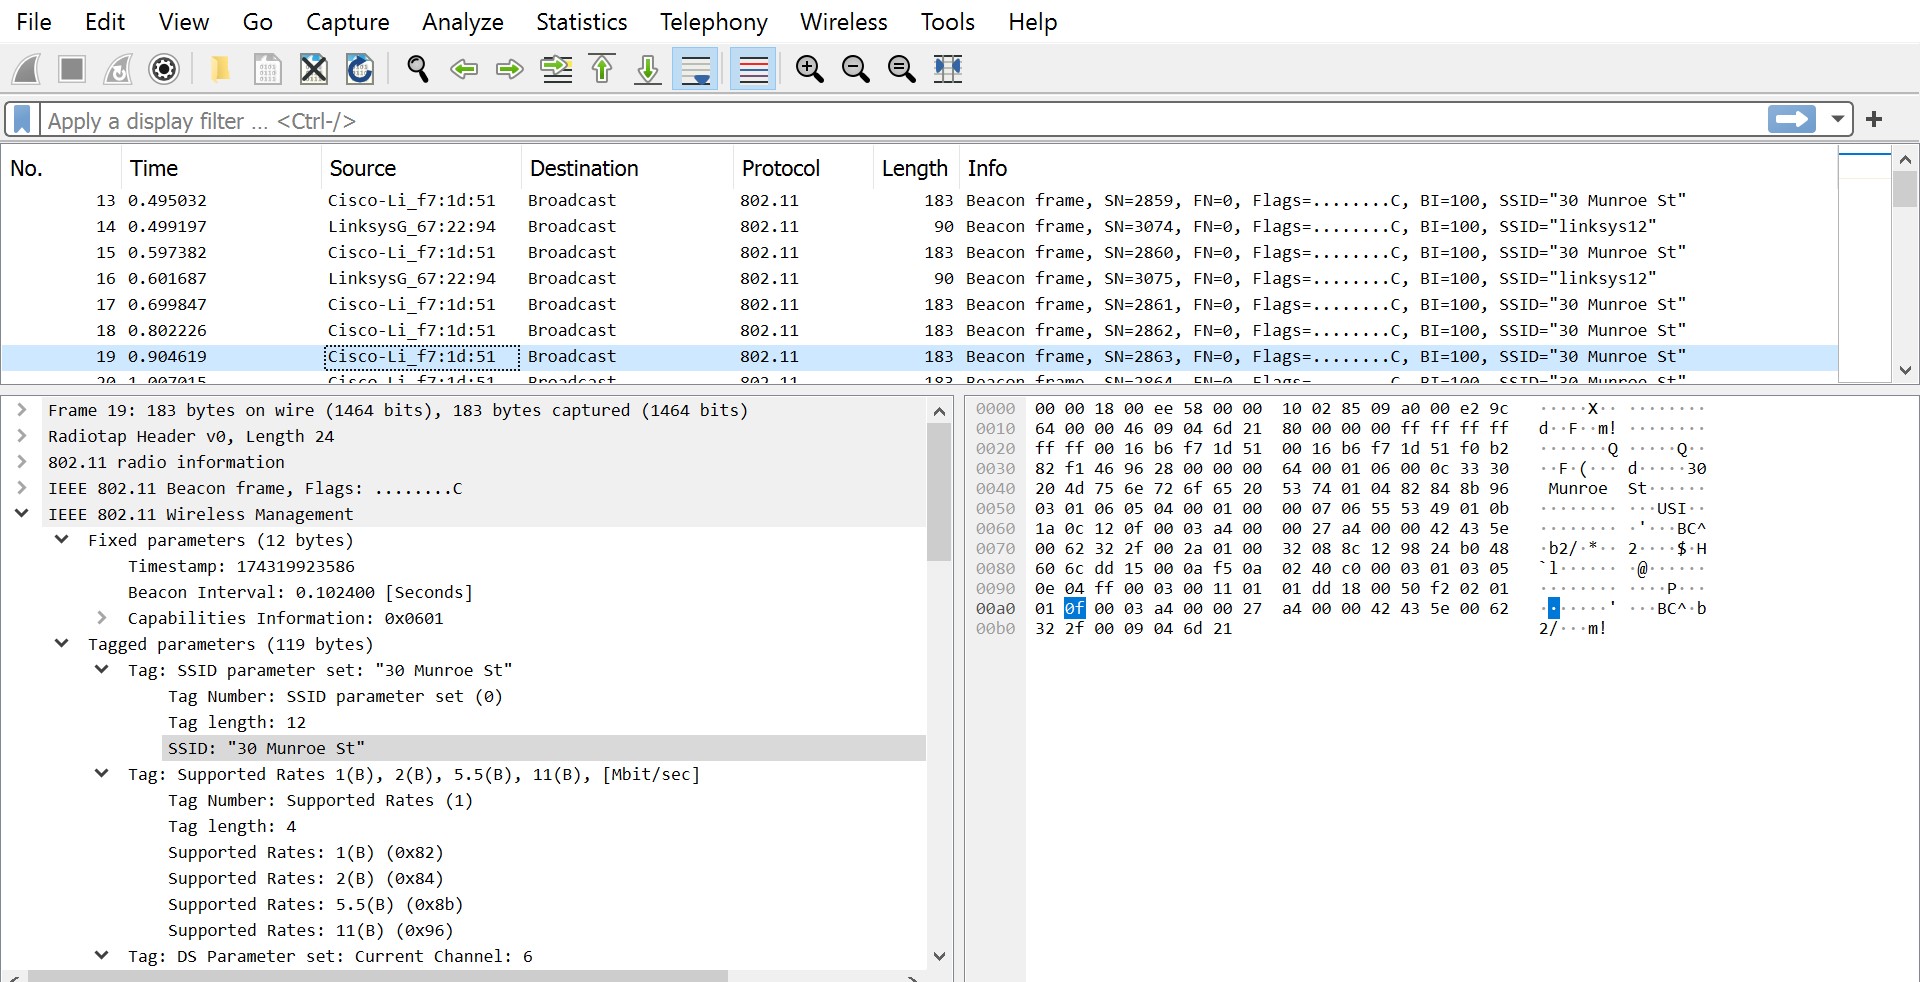 File Edit View Go Capture Analyze Statistics Telephony Wireless Tools Help
Apply a display filter … <Ctrl-/>
No. Time Source Destination Protocol Length Info
13 0.495032 Cisco-Li_f7:1d:51 Broadcast 802.11 183 Beacon frame, SN=2859, FN=0, Flags=........C, BI=100, SSID="30 Munroe St"
14 0.499197 LinksysG_67:22:94 Broadcast 802.11 90 Beacon frame, SN=3074, FN=0, Flags=........C, BI=100, SSID="linksys12"
15 0.597382 Cisco-Li_f7:1d:51 Broadcast 802.11 183 Beacon frame, SN=2860, FN=0, Flags=........C, BI=100, SSID="30 Munroe St"
16 0.601687 LinksysG_67:22:94 Broadcast 802.11 90 Beacon frame, SN=3075, FN=0, Flags=........C, BI=100, SSID="linksys12"
17 0.699847 Cisco-Li_f7:1d:51 Broadcast 802.11 183 Beacon frame, SN=2861, FN=0, Flags=........C, BI=100, SSID="30 Munroe St"
18 0.802226 Cisco-Li_f7:1d:51 Broadcast 802.11 183 Beacon frame, SN=2862, FN=0, Flags=........C, BI=100, SSID="30 Munroe St"
19 0.904619 Cisco-Li_f7:1d:51 Broadcast 802.11 183 Beacon frame, SN=2863, FN=0, Flags=........C, BI=100, SSID="30 Munroe St"
20 1.007015 Cisco-Li_f7:1d:51 Broadcast 802.11 183 Beacon frame, SN=2864, FN=0, Flags=........C, BI=100, SSID="30 Munroe St"
Frame 19: 183 bytes on wire (1464 bits), 183 bytes captured (1464 bits)
Radiotap Header v0, Length 24
802.11 radio information
IEEE 802.11 Beacon frame, Flags: ........C
IEEE 802.11 Wireless Management
Fixed parameters (12 bytes)
Timestamp: 174319923586
Beacon Interval: 0.102400 [Seconds]
Capabilities Information: 0x0601
Tagged parameters (119 bytes)
Tag: SSID parameter set: "30 Munroe St"
Tag Number: SSID parameter set (0)
Tag length: 12
SSID: "30 Munroe St"
Tag: Supported Rates 1(B), 2(B), 5.5(B), 11(B), [Mbit/sec]
Tag Number: Supported Rates (1)
Tag length: 4
Supported Rates: 1(B) (0x82)
Supported Rates: 2(B) (0x84)
Supported Rates: 5.5(B) (0x8b)
Supported Rates: 11(B) (0x96)
Tag: DS Parameter set: Current Channel: 6
0000 00 00 18 00 ee 58 00 00 10 02 85 09 a0 00 e2 9c ·····X·· ········
0010 64 00 00 46 09 04 6d 21 80 00 00 00 ff ff ff ff d··F··m! ········
0020 ff ff 00 16 b6 f7 1d 51 00 16 b6 f7 1d 51 f0 b2 ·······Q ·····Q··
0030 82 f1 46 96 28 00 00 00 64 00 01 06 00 0c 33 30 ··F·(··· d·····30
0040 20 4d 75 6e 72 6f 65 20 53 74 01 04 82 84 8b 96 Munroe St······
0050 03 01 06 05 04 00 01 00 00 07 06 55 53 49 01 0b ········ ···USI··
0060 1a 0c 12 0f 00 03 a4 00 00 27 a4 00 00 42 43 5e ········ ·'···BC^
0070 00 62 32 2f 00 2a 01 00 32 08 8c 12 98 24 b0 48 ·b2/·*·· 2····$·H
0080 60 6c dd 15 00 0a f5 0a 02 40 c0 00 03 01 03 05 `l······ ·@······
0090 0e 04 ff 00 03 00 11 01 01 dd 18 00 50 f2 02 01 ········ ····P···
00a0 01 0f 00 03 a4 00 00 27 a4 00 00 42 43 5e 00 62 ·······' ···BC^·b
00b0 32 2f 00 09 04 6d 21 2/···m!